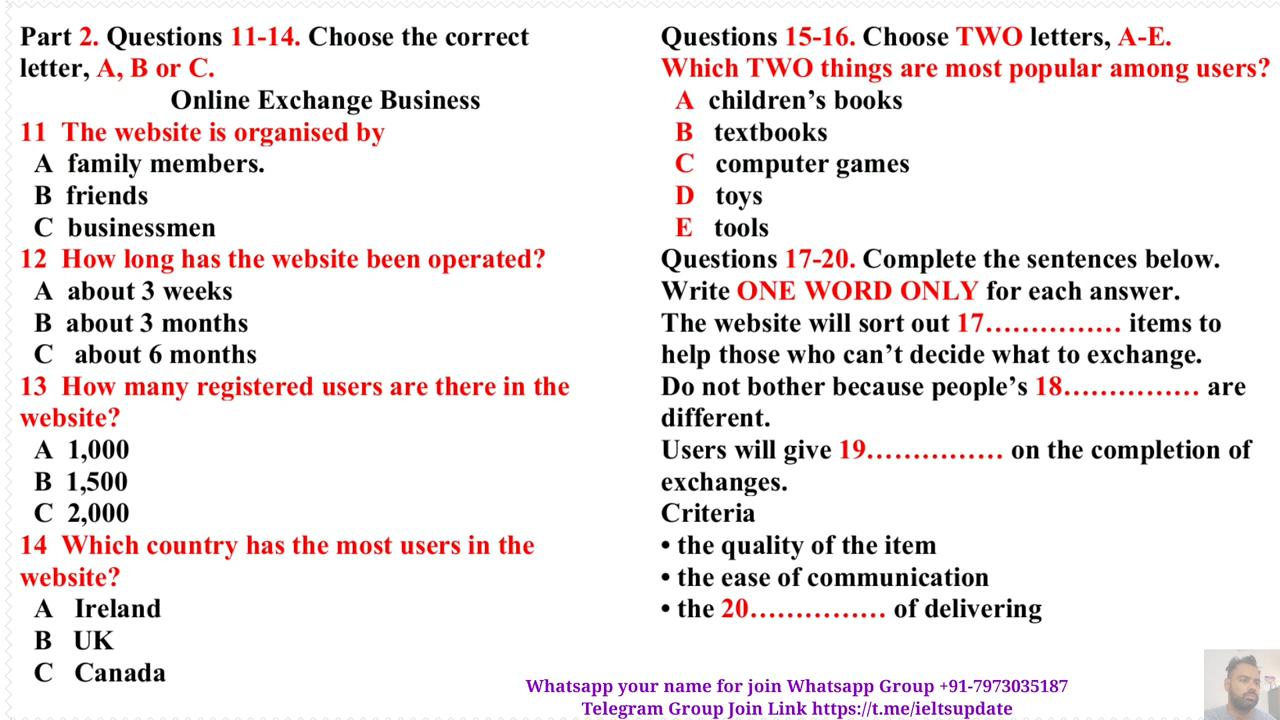 Part 2. Questions 11-14. Choose the correct
letter, A, B or C.
Online Exchange Business
11 The website is organised by
A family members.
B friends
C businessmen
12 How long has the website been operated?
A about 3 weeks
B about 3 months
C about 6 months
13 How many registered users are there in the
website?
A 1,000
B 1,500
C 2,000
14 Which country has the most users in the
website?
A Ireland
B UK
C Canada
Questions 15-16. Choose TWO letters, A-E.
Which TWO things are most popular among users?
A children’s books
B textbooks
C computer games
D toys
E tools
Questions 17-20. Complete the sentences below.
Write ONE WORD ONLY for each answer.
The website will sort out 17…………… items to
help those who can’t decide what to exchange.
Do not bother because people’s 18…………… are
different.
Users will give 19…………… on the completion of
exchanges.
Criteria
• the quality of the item
• the ease of communication
• the 20…………… of delivering
Whatsapp your name for join Whatsapp Group +91-7973035187
Telegram Group Join Link https://t.me/ieltsupdate